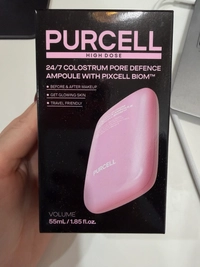 PURCELL
HIGH DOSE
24/7 COLOSTRUM PORE DEFENCE
AMPOULE WITH PIXCELL BIOM™
BEFORE & AFTER MAKEUP
GET GLOWING SKIN
TRAVEL FRIENDLY
PURCELL
VOLUME
55mL / 1.85 fl.oz.